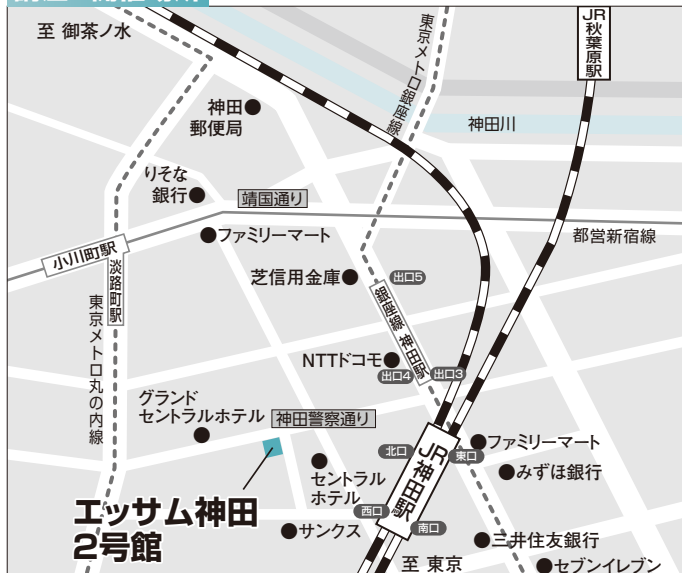 至 御茶ノ水
JR秋葉原駅
東京メトロ銀座線
神田
郵便局
神田川
りそな
銀行
靖国通り
ファミリーマート
都営新宿線
小川町駅
淡路町駅
芝信用金庫
出口5
銀座線 神田駅
東京メトロ丸の内線
NTTドコモ
出口4
出口3
グランド
セントラルホテル
神田警察通り
北口
JR神田駅
東口
ファミリーマート
みずほ銀行
セントラル
ホテル
エッサム神田
2号館
西口
南口
サンクス
三井住友銀行
至 東京
セブンイレブン